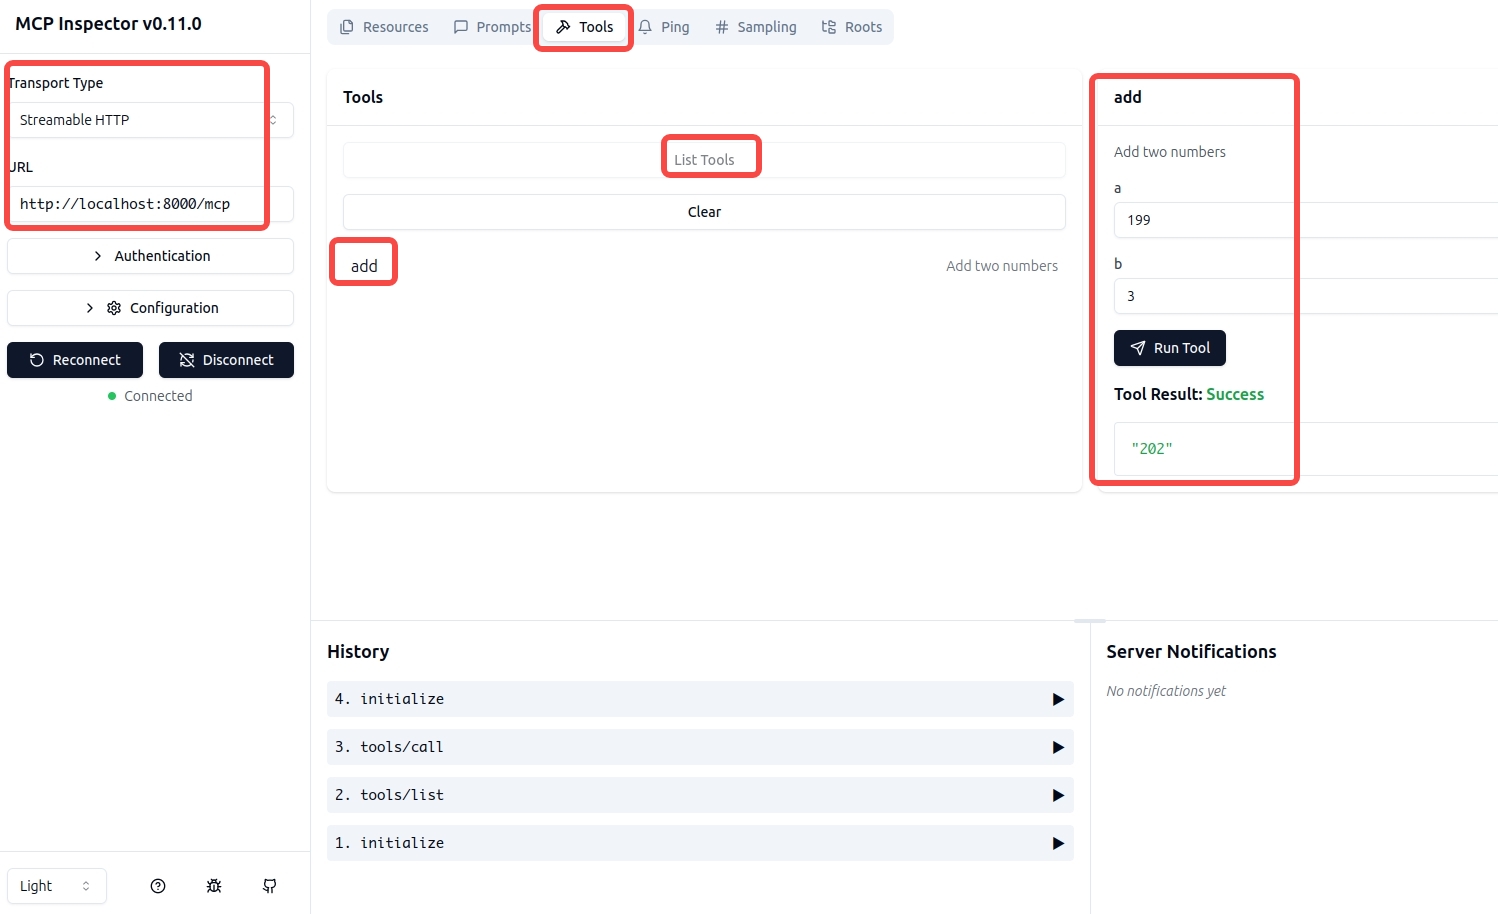 MCP Inspector v0.11.0
Transport Type
Streamable HTTP
URL
http://localhost:8000/mcp
Authentication
Configuration
Reconnect
Disconnect
Connected
Light
Resources
Prompts
Tools
Ping
Sampling
Roots
Tools
List Tools
Clear
add
Add two numbers
add
Add two numbers
a
199
b
3
Run Tool
Tool Result: Success
"202"
History
4. initialize
3. tools/call
2. tools/list
1. initialize
Server Notifications
No notifications yet